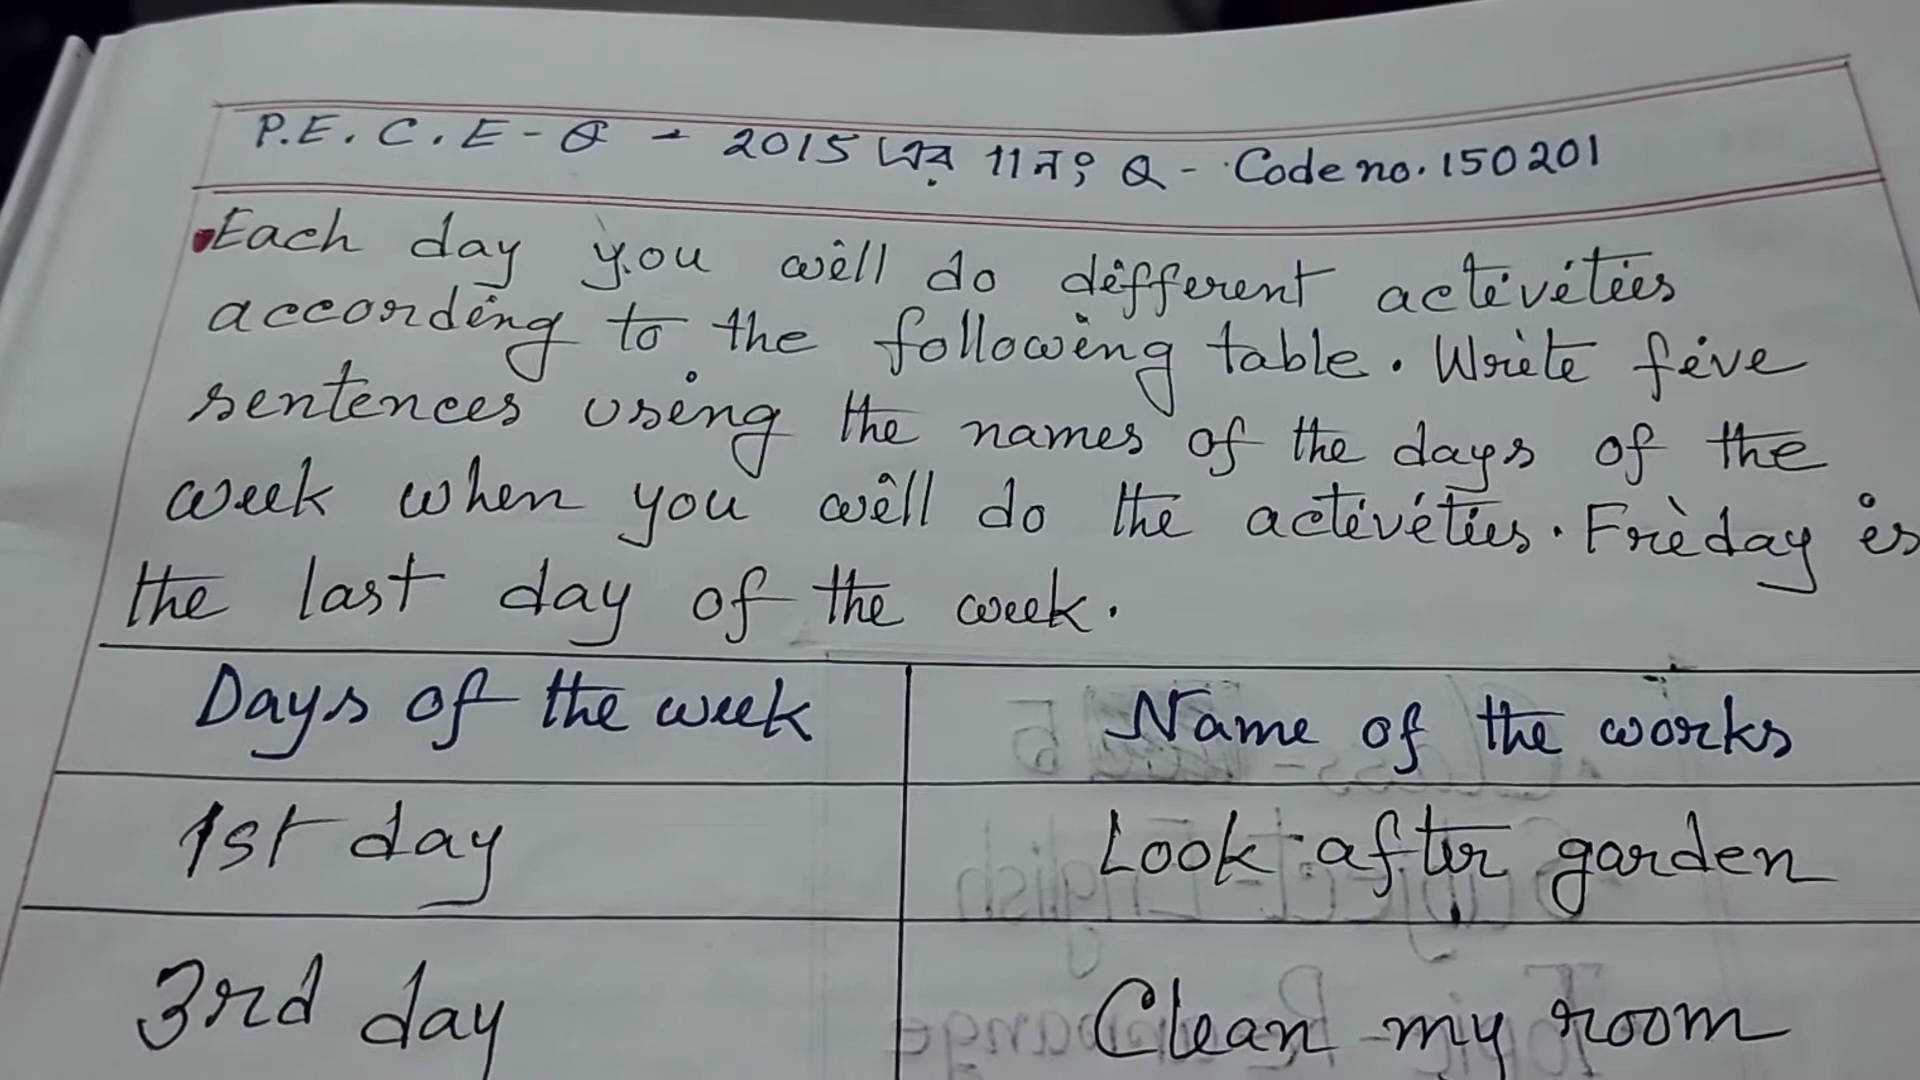 P.E.C.E-Q - 2015 এর 11নং Q - Code no. 150201
Each day you will do different activities
according to the following table. Write five
sentences using the names of the days of the
week when you will do the activities. Friday is
the last day of the week.
Days of the week Name of the works
1st day Look after garden
3rd day Clean my room